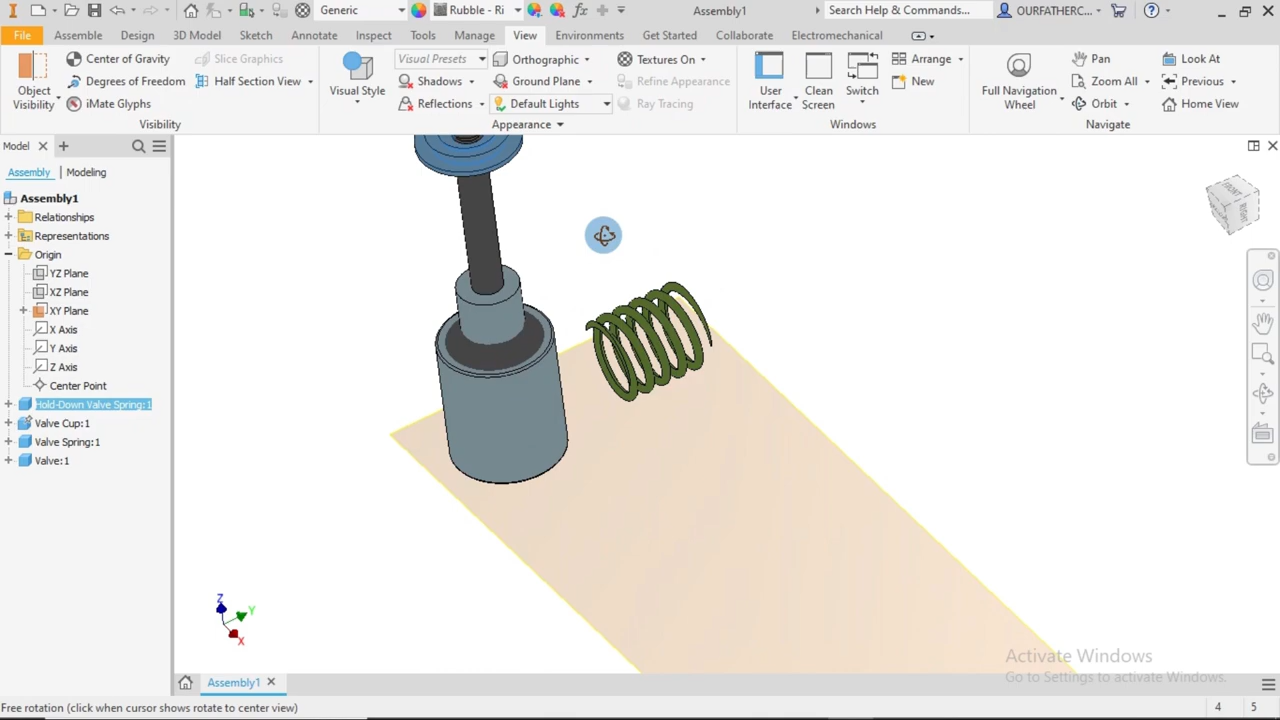 Generic
Rubble - Ri
Assembly1
Search Help & Commands...
OURFATHERC...
File
Assemble
Design
3D Model
Sketch
Annotate
Inspect
Tools
Manage
View
Environments
Get Started
Collaborate
Electromechanical
Object Visibility
Center of Gravity
Degrees of Freedom
iMate Glyphs
Slice Graphics
Half Section View
Visibility
Visual Style
Visual Presets
Shadows
Reflections
Orthographic
Ground Plane
Default Lights
Textures On
Refine Appearance
Ray Tracing
Appearance
User Interface
Clean Screen
Switch
Arrange
New
Windows
Full Navigation Wheel
Pan
Zoom All
Orbit
Look At
Previous
Home View
Navigate
Model
Assembly
Modeling
Assembly1
Relationships
Representations
Origin
YZ Plane
XZ Plane
XY Plane
X Axis
Y Axis
Z Axis
Center Point
Hold-Down Valve Spring:1
Valve Cup:1
Valve Spring:1
Valve:1
Z
Y
X
Activate Windows
Go to Settings to activate Windows.
Assembly1
Free rotation (click when cursor shows rotate to center view)
4
5